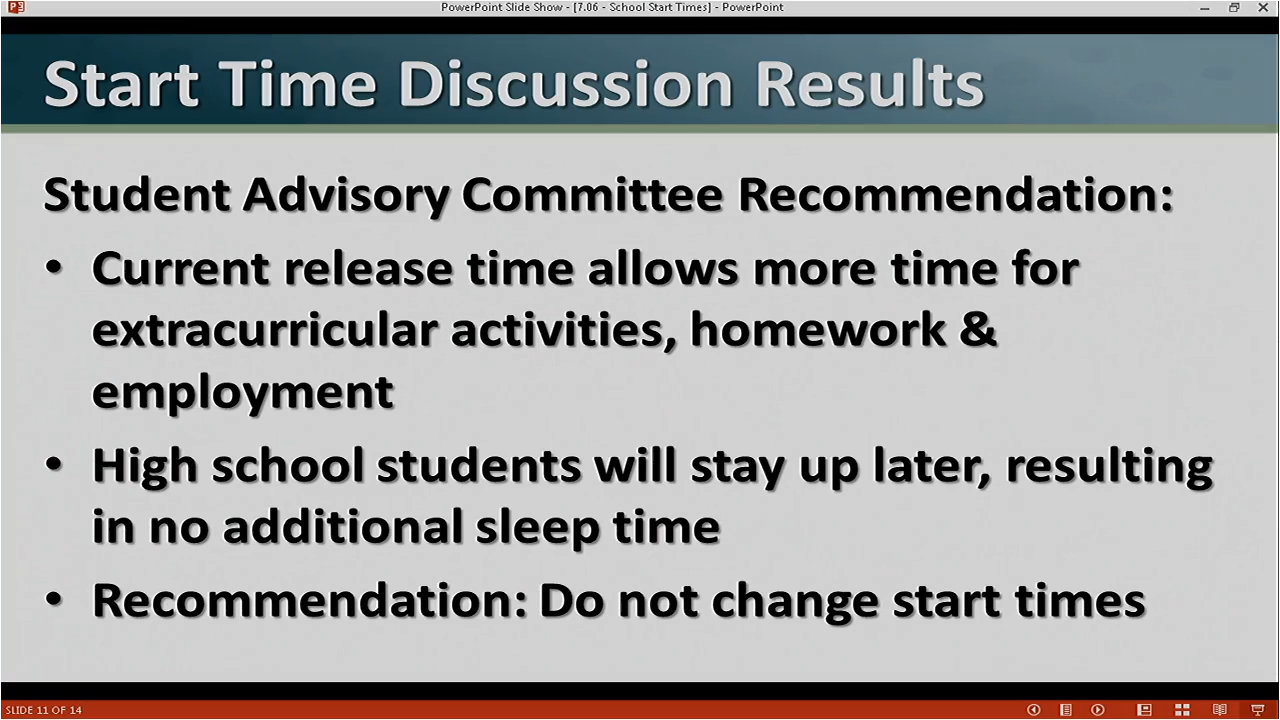 PowerPoint Slide Show - [7.06 - School Start Times] - PowerPoint
Start Time Discussion Results
Student Advisory Committee Recommendation:
• Current release time allows more time for
extracurricular activities, homework &
employment
• High school students will stay up later, resulting
in no additional sleep time
• Recommendation: Do not change start times
SLIDE 11 OF 14